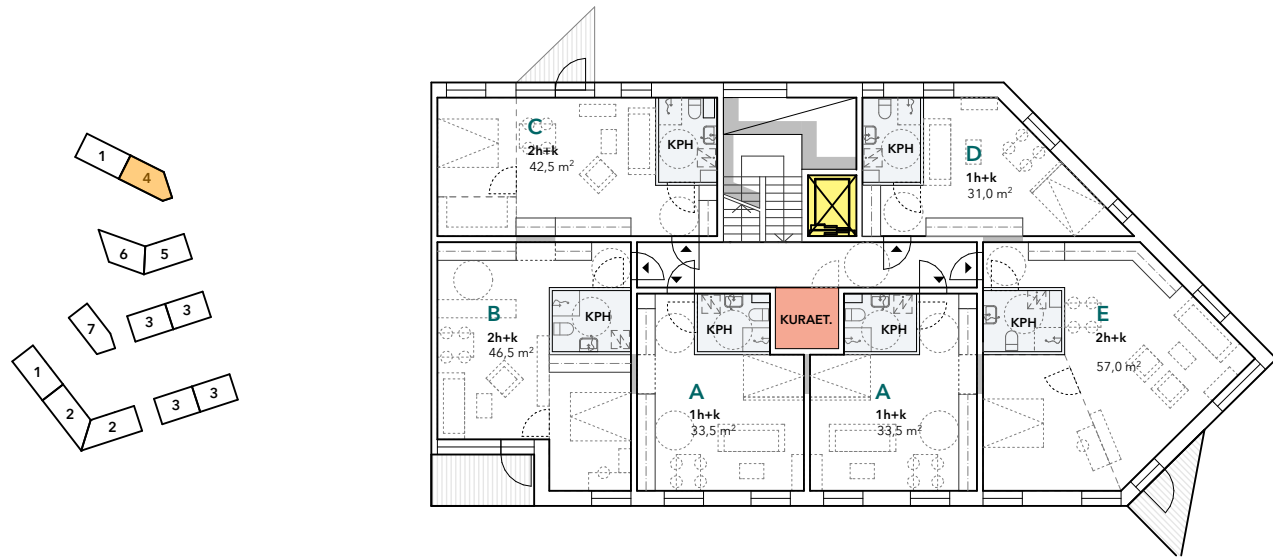 1
4
6
5
7
3
3
1
2
2
3
3
C
2h+k
42,5 m²
KPH
KPH
D
1h+k
31,0 m²
B
2h+k
46,5 m²
KPH
KPH
KURAET.
KPH
KPH
E
2h+k
57,0 m²
A
1h+k
33,5 m²
A
1h+k
33,5 m²